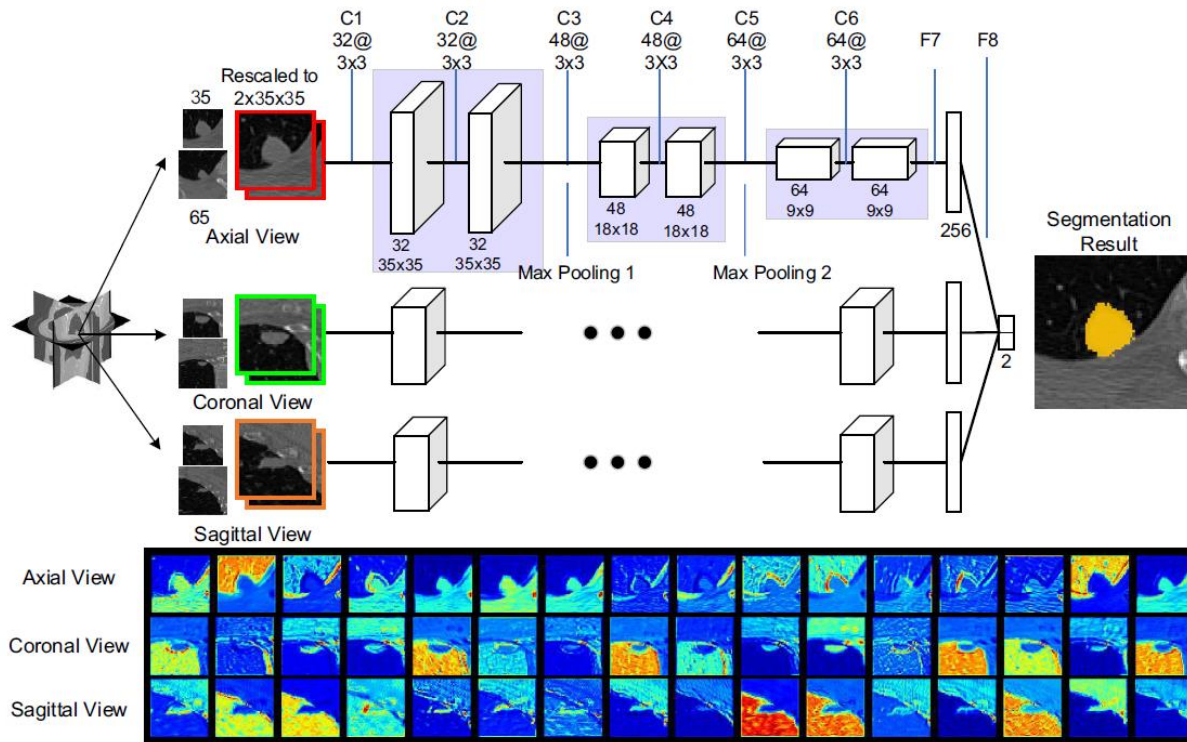 C1
32@
3x3
C2
32@
3x3
C3
48@
3x3
C4
48@
3X3
C5
64@
3x3
C6
64@
3x3
F7
F8
35
Rescaled to
2x35x35
65
Axial View
32
35x35
32
35x35
48
18x18
48
18x18
64
9x9
64
9x9
256
Max Pooling 1
Max Pooling 2
Segmentation
Result
2
Coronal View
Sagittal View
Axial View
Coronal View
Sagittal View